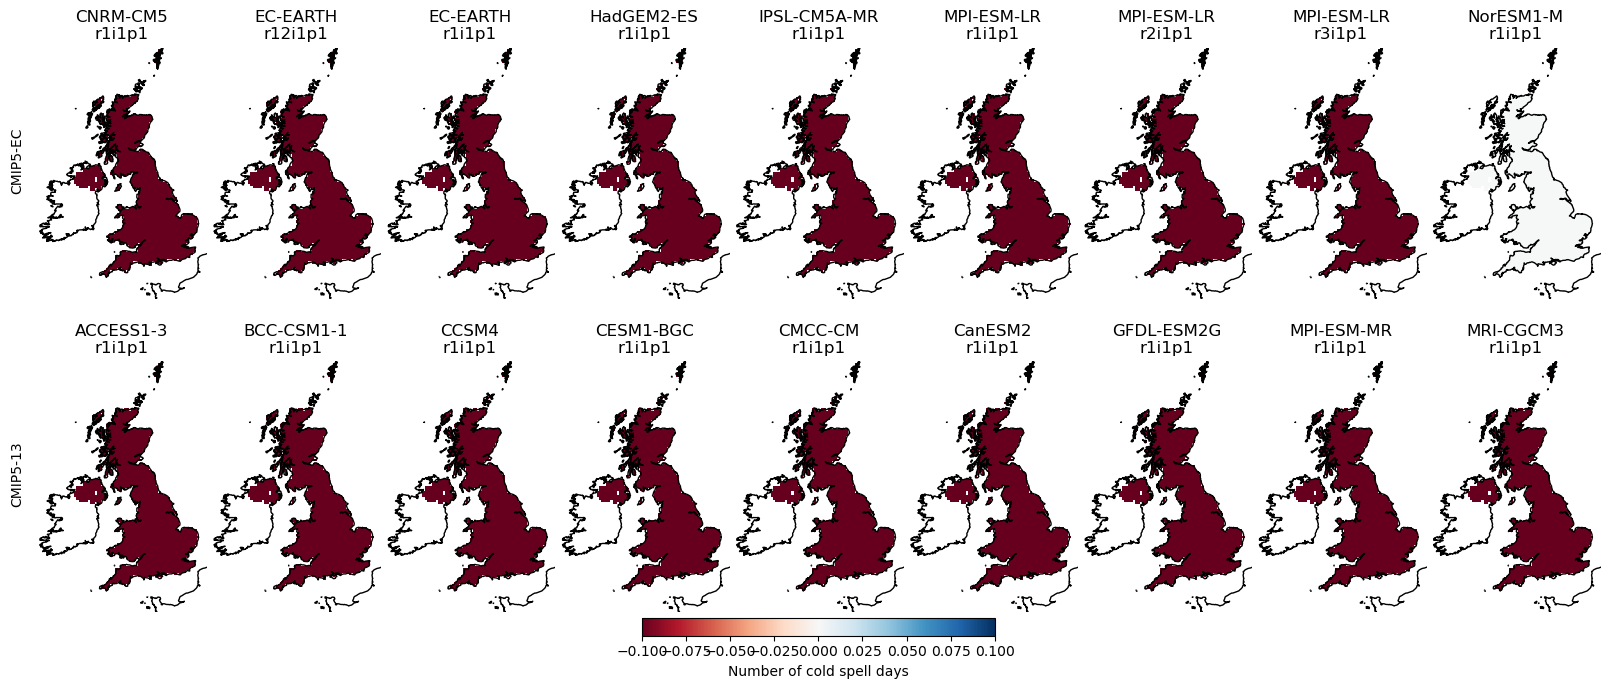 CNRM-CM5
r1i1p1
EC-EARTH
r12i1p1
EC-EARTH
r1i1p1
HadGEM2-ES
r1i1p1
IPSL-CM5A-MR
r1i1p1
MPI-ESM-LR
r1i1p1
MPI-ESM-LR
r2i1p1
MPI-ESM-LR
r3i1p1
NorESM1-M
r1i1p1
CMIP5-EC
ACCESS1-3
r1i1p1
BCC-CSM1-1
r1i1p1
CCSM4
r1i1p1
CESM1-BGC
r1i1p1
CMCC-CM
r1i1p1
CanESM2
r1i1p1
GFDL-ESM2G
r1i1p1
MPI-ESM-MR
r1i1p1
MRI-CGCM3
r1i1p1
CMIP5-13
−0.100 −0.075 −0.050 −0.025 0.000 0.025 0.050 0.075 0.100
Number of cold spell days